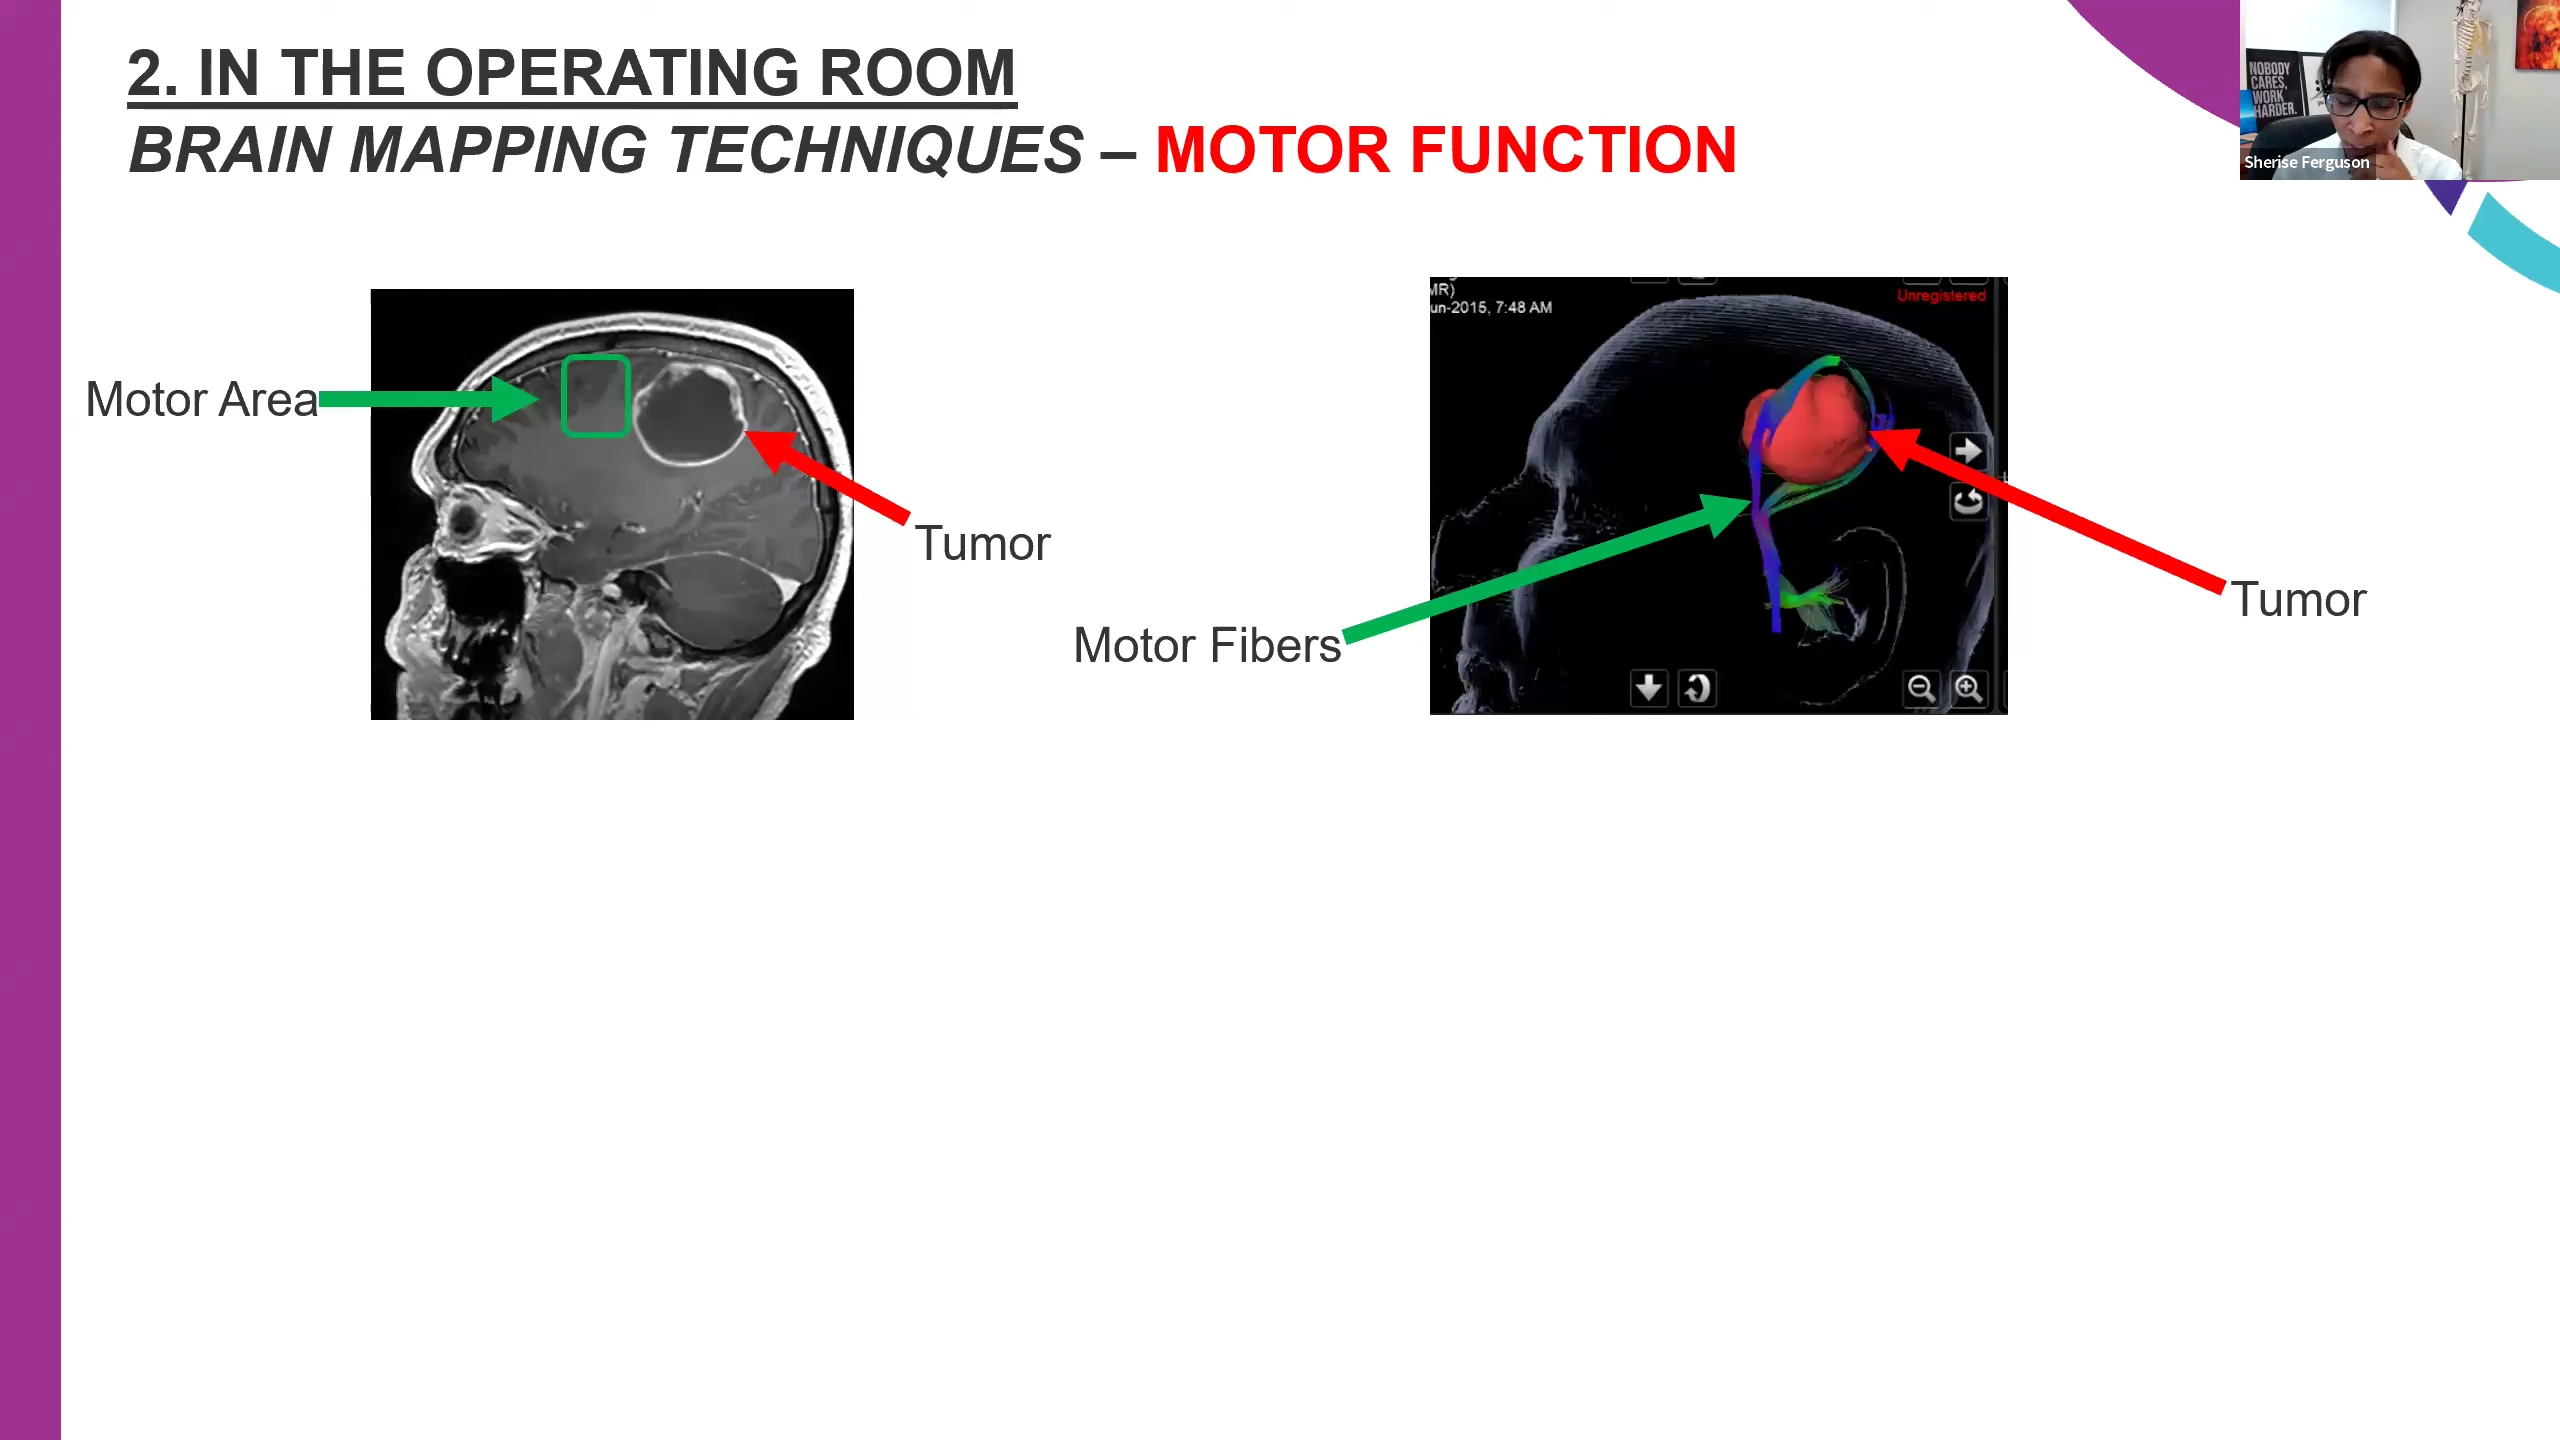 2. IN THE OPERATING ROOM
BRAIN MAPPING TECHNIQUES – MOTOR FUNCTION
NOBODY
CARES,
WORK
HARDER.
Sherise Ferguson
MR)
un-2015, 7:48 AM
Unregistered
Motor Area
Tumor
Motor Fibers
Tumor